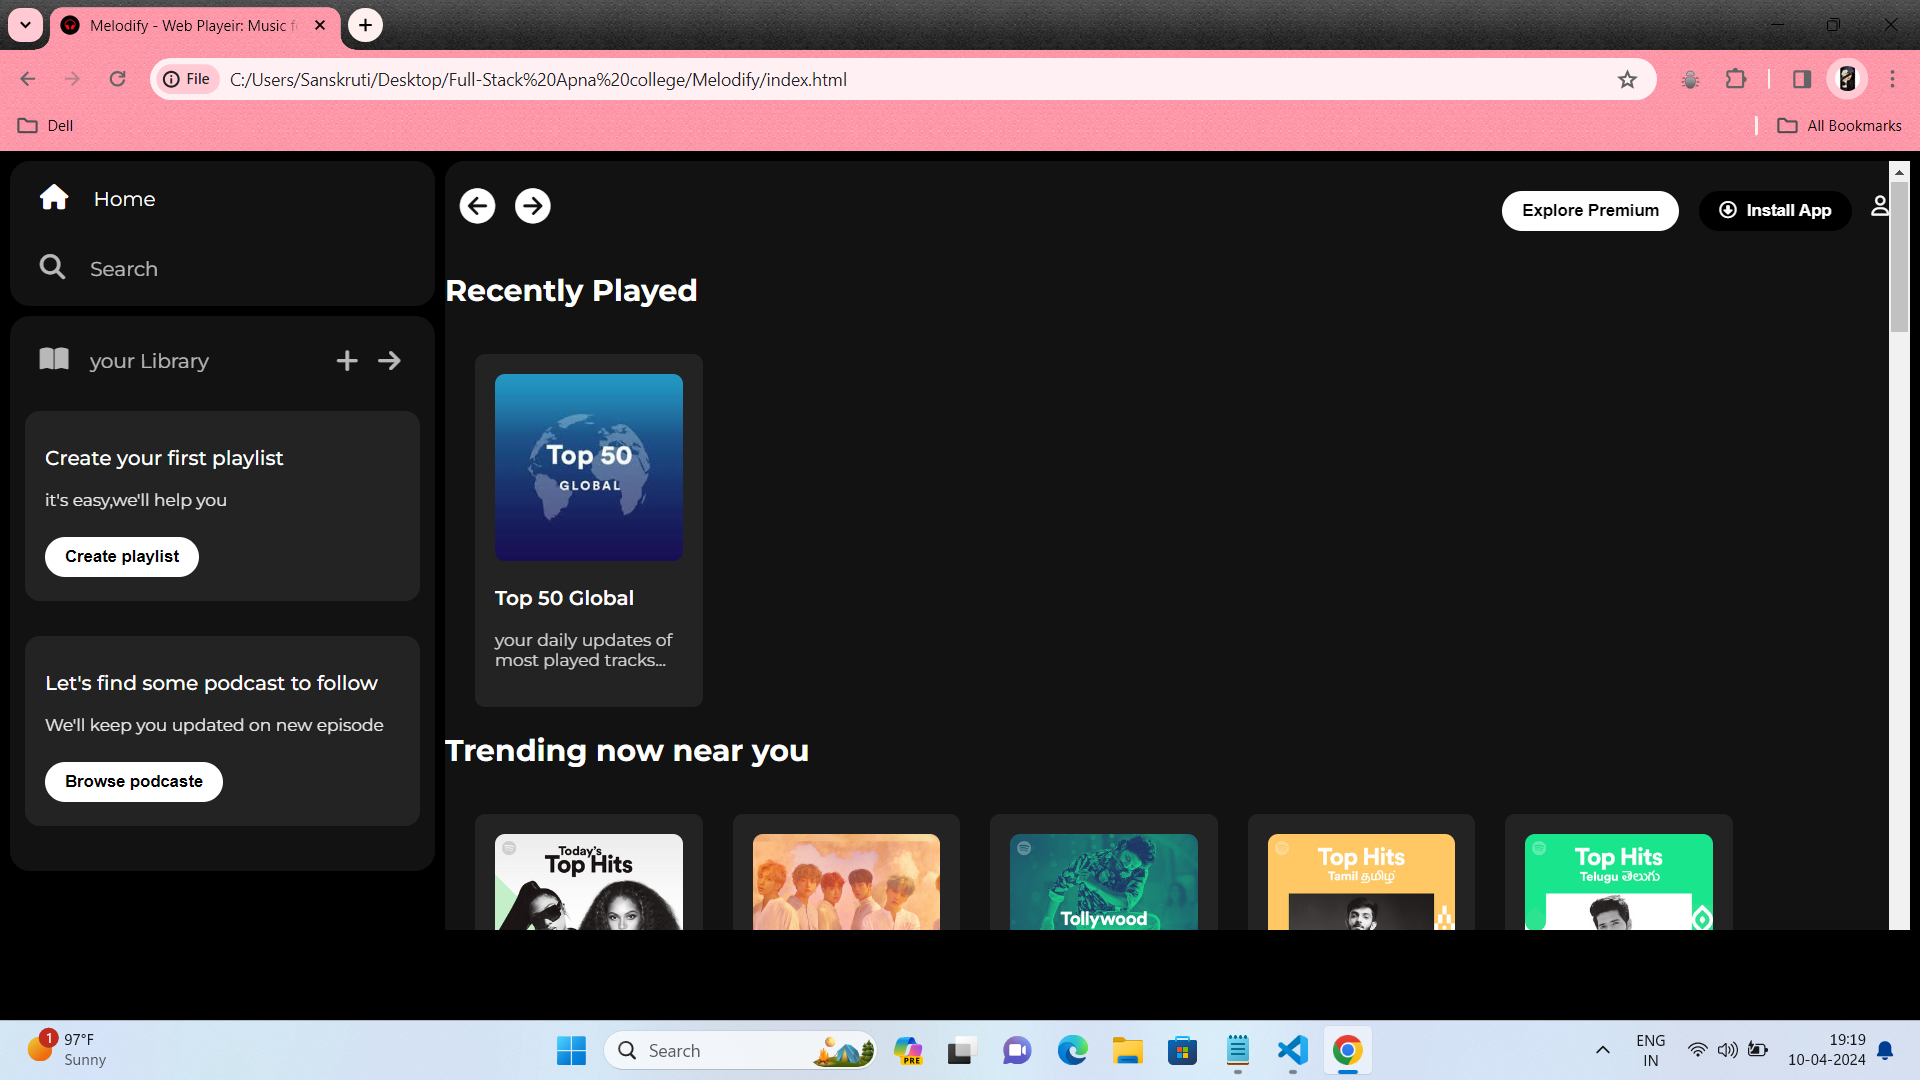 Melodify - Web Playeir: Music f
File
C:/Users/Sanskruti/Desktop/Full-Stack%20Apna%20college/Melodify/index.html
Dell
All Bookmarks
Home
Search
your Library
Create your first playlist
it's easy,we'll help you
Create playlist
Let's find some podcast to follow
We'll keep you updated on new episode
Browse podcaste
Explore Premium
Install App
Recently Played
Top 50
GLOBAL
Top 50 Global
your daily updates of
most played tracks...
Trending now near you
Today's
Top Hits
Tollywood
Top Hits
Tamil தமிழ்
Top Hits
Telugu తెలుగు
1
97°F
Sunny
Search
PRE
ENG
IN
19:19
10-04-2024